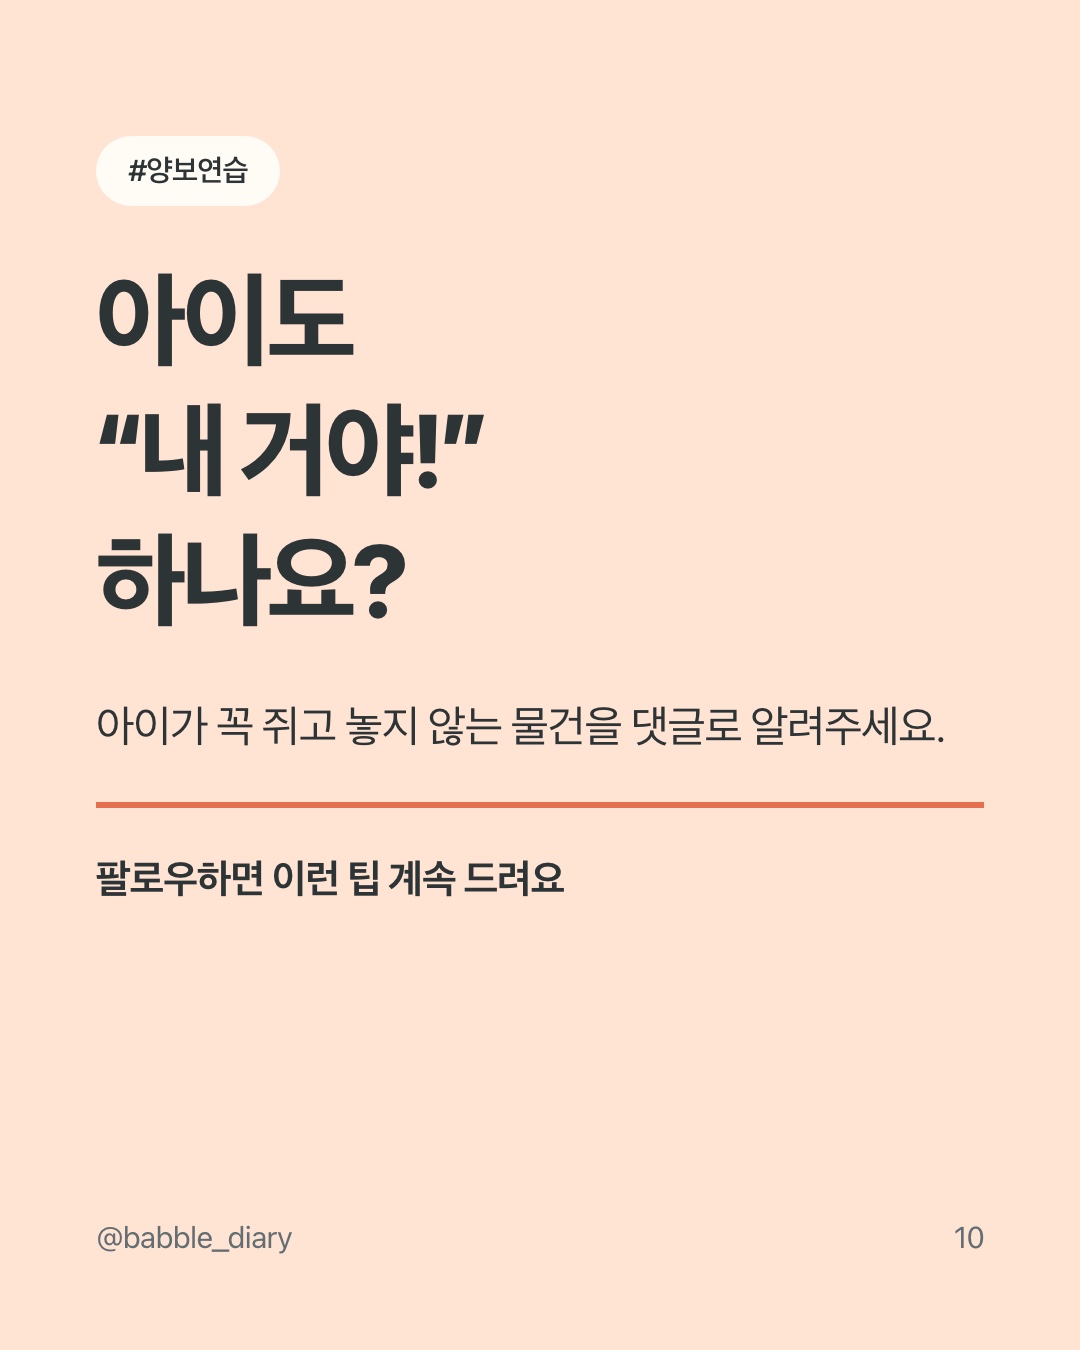 #양보연습
아이도
“내 거야!”
하나요?
아이가 꼭 쥐고 놓지 않는 물건을 댓글로 알려주세요.
팔로우하면 이런 팁 계속 드려요
@babble_diary
10